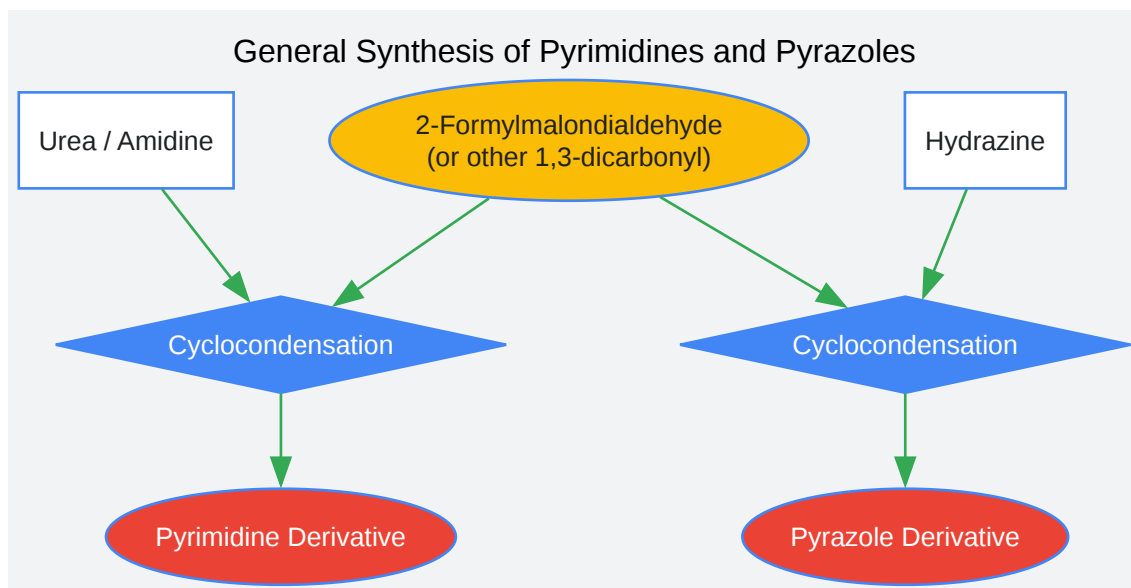 General Synthesis of Pyrimidines and Pyrazoles
Urea / Amidine
2-Formylmalondialdehyde
(or other 1,3-dicarbonyl)
Hydrazine
Cyclocondensation
Cyclocondensation
Pyrimidine Derivative
Pyrazole Derivative